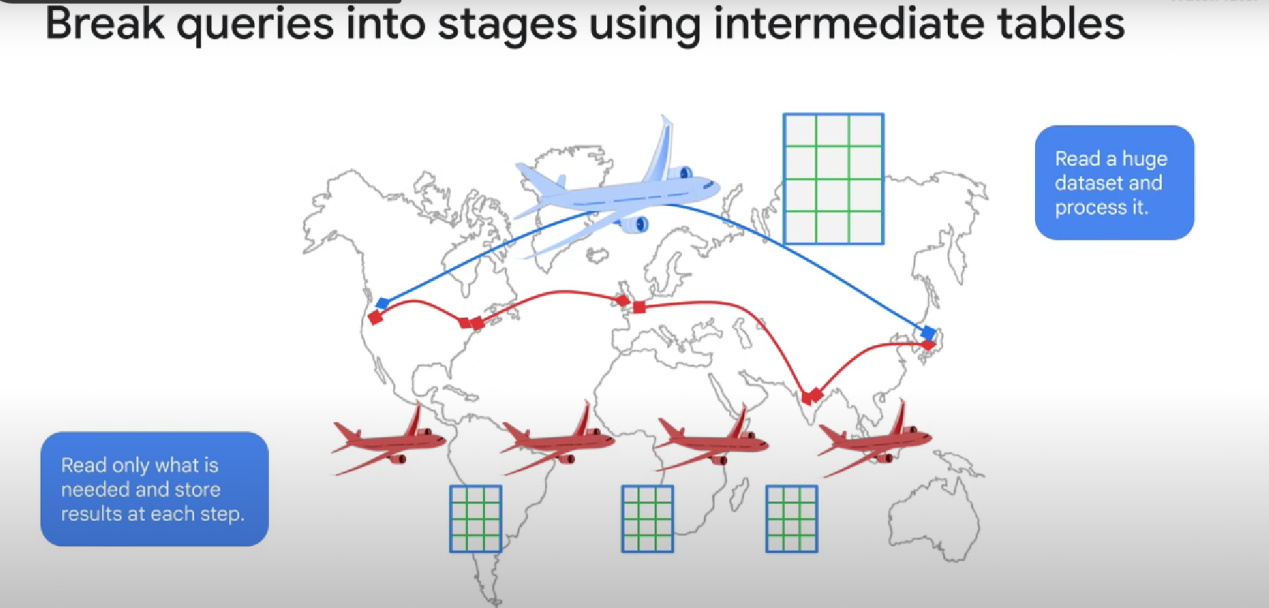 Break queries into stages using intermediate tables
Read a huge
dataset and
process it.
Read only what is
needed and store
results at each step.